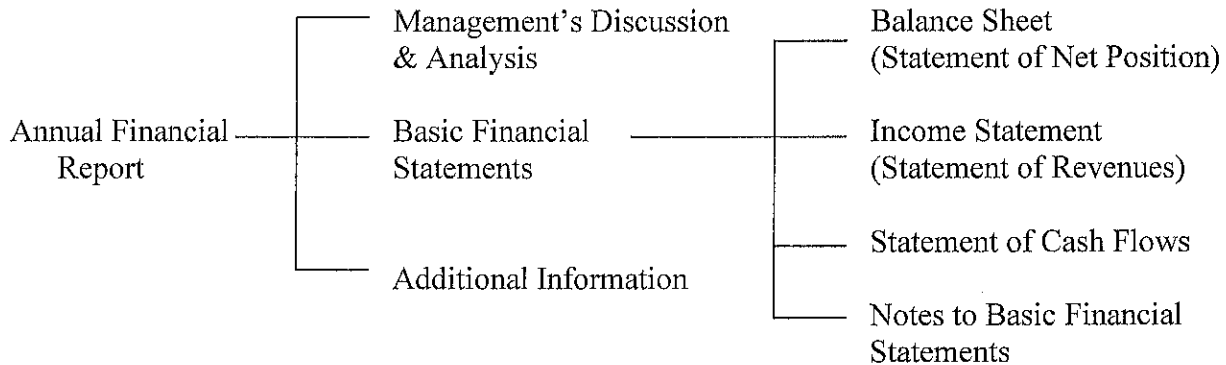 Annual Financial
Report
Management's Discussion
& Analysis
Basic Financial
Statements
Additional Information
Balance Sheet
(Statement of Net Position)
Income Statement
(Statement of Revenues)
Statement of Cash Flows
Notes to Basic Financial
Statements